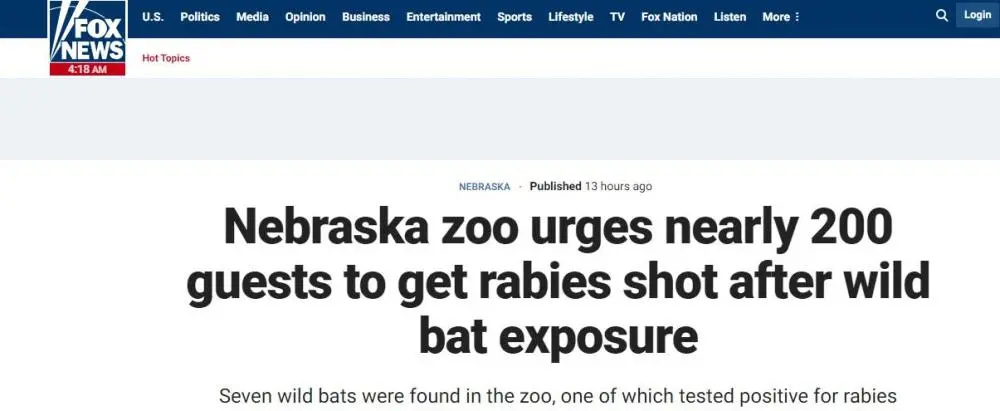 U.S. Politics Media Opinion Business Entertainment Sports Lifestyle TV Fox Nation Listen More Login
FOX
NEWS
4:18 AM
Hot Topics
NEBRASKA · Published 13 hours ago
Nebraska zoo urges nearly 200
guests to get rabies shot after wild
bat exposure
Seven wild bats were found in the zoo, one of which tested positive for rabies